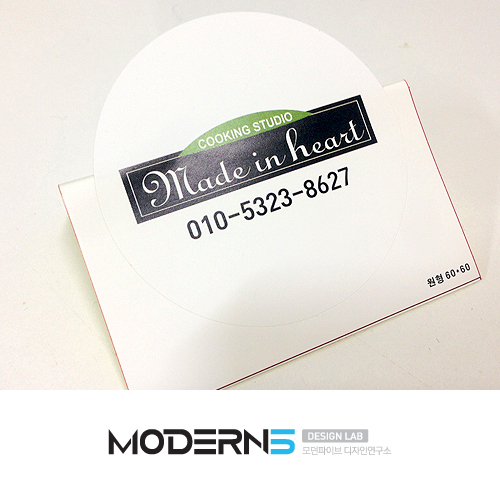 COOKING STUDIO
Made in heart
010-5323-8627
원형 60*60
MODERN5 DESIGN LAB
모던파이브 디자인연구소